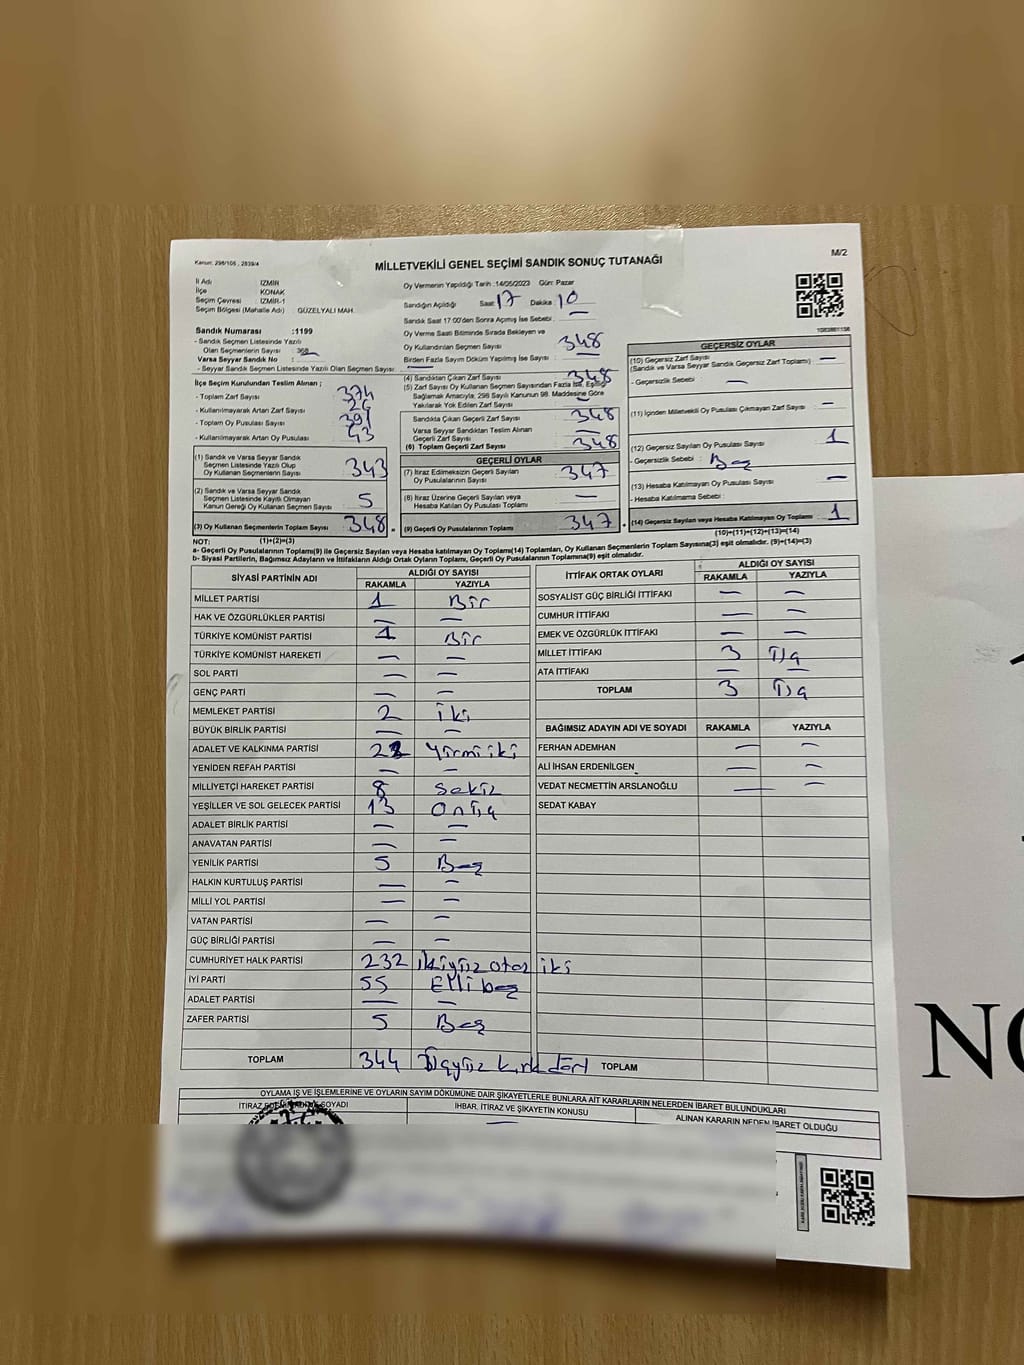 Kanun: 298/105 , 2839/4
M/2
MİLLETVEKİLİ GENEL SEÇİMİ SANDIK SONUÇ TUTANAĞI
İl Adı : İZMİR
İlçe KONAK
Seçim Çevresi : İZMİR-1
Seçim Bölgesi (Mahalle Adı) GÜZELYALI MAH.
Oy Vermenin Yapıldığı Tarih :14/05/2023 Gün: Pazar
Sandığın Açıldığı Saat 17 Dakika 10
Sandık Saat 17:00'den Sonra Açılmış İse Sebebi : —
Sandık Numarası :1199
- Sandık Seçmen Listesinde Yazılı
Olan Seçmenlerin Sayısı : 368
Varsa Seyyar Sandık No : —
- Seyyar Sandık Seçmen Listesinde Yazılı Olan Seçmen Sayısı : —
Oy Verme Saati Bitiminde Sırada Bekleyen ve
Oy Kullandırılan Seçmen Sayısı 348
Birden Fazla Sayım Döküm Yapılmış İse Sayısı : —
İlçe Seçim Kurulundan Teslim Alınan ;
- Toplam Zarf Sayısı 374
- Kullanılmayarak Artan Zarf Sayısı 26
- Toplam Oy Pusulası Sayısı 391
- Kullanılmayarak Artan Oy Pusulası 43
(4) Sandıktan Çıkan Zarf Sayısı 348
(5) Zarf Sayısı Oy Kullanan Seçmen Sayısından Fazla İse, Eşitliği
Sağlamak Amacıyla; 298 Sayılı Kanunun 98. Maddesine Göre
Yakılarak Yok Edilen Zarf Sayısı —
Sandıkta Çıkan Geçerli Zarf Sayısı 348
Varsa Seyyar Sandıktan Teslim Alınan
Geçerli Zarf Sayısı —
(6) Toplam Geçerli Zarf Sayısı 348
(1) Sandık ve Varsa Seyyar Sandık
Seçmen Listesinde Yazılı Olup
Oy Kullanan Seçmenlerin Sayısı 343
(2) Sandık ve Varsa Seyyar Sandık
Seçmen Listesinde Kayıtlı Olmayan
Kanun Gereği Oy Kullanan Seçmen Sayısı 5
(3) Oy Kullanan Seçmenlerin Toplam Sayısı 348 =
GEÇERLİ OYLAR
(7) İtiraz Edilmeksizin Geçerli Sayılan
Oy Pusulalarının Sayısı 347
(8) İtiraz Üzerine Geçerli Sayılan veya
Hesaba Katılan Oy Pusulaları Toplamı —
(9) Geçerli Oy Pusulalarının Toplamı 347 +
1083881158
GEÇERSİZ OYLAR
(10) Geçersiz Zarf Sayısı —
(Sandık ve Varsa Seyyar Sandık Geçersiz Zarf Toplamı)
- Geçersizlik Sebebi : —
(11) İçinden Milletvekili Oy Pusulası Çıkmayan Zarf Sayısı —
(12) Geçersiz Sayılan Oy Pusulası Sayısı 1
- Geçersizlik Sebebi : Boş
(13) Hesaba Katılmayan Oy Pusulası Sayısı —
- Hesaba Katılmama Sebebi :
(14) Geçersiz Sayılan veya Hesaba Katılmayan Oy Toplamı 1
NOT: (1)+(2)=(3) (10)+(11)+(12)+(13)=(14)
a- Geçerli Oy Pusulalarının Toplamı(9) ile Geçersiz Sayılan veya Hesaba katılmayan Oy Toplam(14) Toplamları, Oy Kullanan Seçmenlerin Toplam Sayısına(3) eşit olmalıdır. (9)+(14)=(3)
b- Siyasi Partilerin, Bağımsız Adayların ve İttifakların Aldığı Ortak Oyların Toplamı, Geçerli Oy Pusulalarının Toplamına(9) eşit olmalıdır.
SİYASİ PARTİNİN ADI ALDIĞI OY SAYISI
RAKAMLA YAZIYLA
MİLLET PARTİSİ 1 Bir
HAK VE ÖZGÜRLÜKLER PARTİSİ — —
TÜRKİYE KOMÜNİST PARTİSİ 1 Bir
TÜRKİYE KOMÜNİST HAREKETİ — —
SOL PARTİ — —
GENÇ PARTİ — —
MEMLEKET PARTİSİ 2 iki
BÜYÜK BİRLİK PARTİSİ — —
ADALET VE KALKINMA PARTİSİ 22 Yirmi iki
YENİDEN REFAH PARTİSİ — —
MİLLİYETÇİ HAREKET PARTİSİ 8 Sekiz
YEŞİLLER VE SOL GELECEK PARTİSİ 13 Onüç
ADALET BİRLİK PARTİSİ — —
ANAVATAN PARTİSİ — —
YENİLİK PARTİSİ 5 Beş
HALKIN KURTULUŞ PARTİSİ — —
MİLLİ YOL PARTİSİ — —
VATAN PARTİSİ — —
GÜÇ BİRLİĞİ PARTİSİ — —
CUMHURİYET HALK PARTİSİ 232 ikiyüz otuz iki
İYİ PARTİ 55 Elli beş
ADALET PARTİSİ — —
ZAFER PARTİSİ 5 Beş
TOPLAM 344 Üçyüz kırk dört
İTTİFAK ORTAK OYLARI ALDIĞI OY SAYISI
RAKAMLA YAZIYLA
SOSYALİST GÜÇ BİRLİĞİ İTTİFAKI — —
CUMHUR İTTİFAKI — —
EMEK VE ÖZGÜRLÜK İTTİFAKI — —
MİLLET İTTİFAKI 3 Üç
ATA İTTİFAKI — —
TOPLAM 3 Üç
BAĞIMSIZ ADAYIN ADI VE SOYADI RAKAMLA YAZIYLA
FERHAN ADEMHAN — —
ALİ İHSAN ERDENİLGEN — —
VEDAT NECMETTİN ARSLANOĞLU — —
SEDAT KABAY
TOPLAM
OYLAMA İŞ VE İŞLEMLERİNE VE OYLARIN SAYIM DÖKÜMÜNE DAİR ŞİKAYETLERLE BUNLARA AİT KARARLARIN NELERDEN İBARET BULUNDUKLARI
İTİRAZ EDENİN ADI SOYADI İHBAR, İTİRAZ VE ŞİKAYETİN KONUSU ALINAN KARARIN NEDEN İBARET OLDUĞU
—